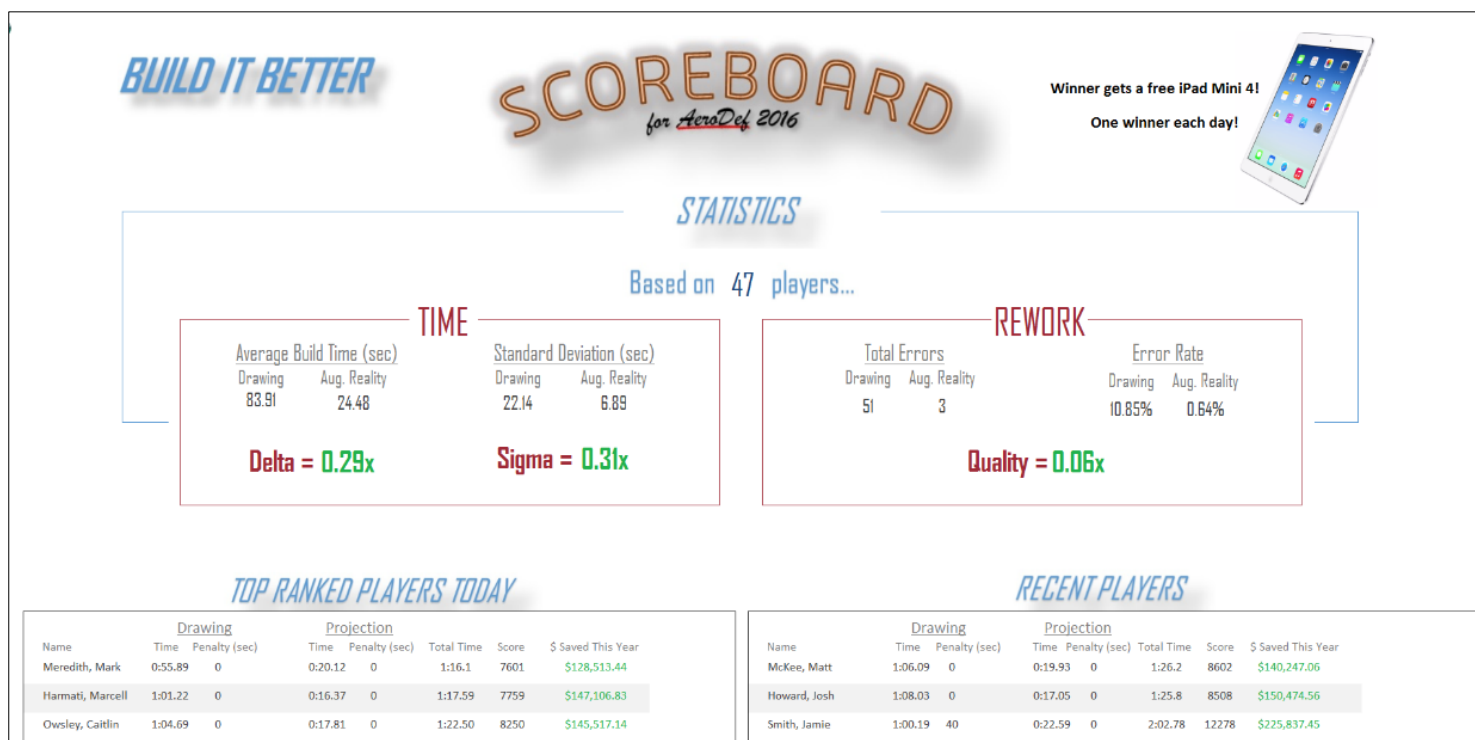 BUILD IT BETTER
SCOREBOARD
for AeroDef 2016
Winner gets a free iPad Mini 4!
One winner each day!
STATISTICS
Based on 47 players...
TIME
Average Build Time (sec) Standard Deviation (sec)
Drawing Aug. Reality Drawing Aug. Reality
83.91 24.48 22.14 6.89
Delta = 0.29x Sigma = 0.31x
REWORK
Total Errors Error Rate
Drawing Aug. Reality Drawing Aug. Reality
51 3 10.85% 0.64%
Quality = 0.06x
TOP RANKED PLAYERS TODAY
Drawing Projection
Name Time Penalty (sec) Time Penalty (sec) Total Time Score $ Saved This Year
Meredith, Mark 0:55.89 0 0:20.12 0 1:16.1 7601 $128,513.44
Harmati, Marcell 1:01.22 0 0:16.37 0 1:17.59 7759 $147,106.83
Owsley, Caitlin 1:04.69 0 0:17.81 0 1:22.50 8250 $145,517.14
RECENT PLAYERS
Drawing Projection
Name Time Penalty (sec) Time Penalty (sec) Total Time Score $ Saved This Year
McKee, Matt 1:06.09 0 0:19.93 0 1:26.2 8602 $140,247.06
Howard, Josh 1:08.03 0 0:17.05 0 1:25.8 8508 $150,474.56
Smith, Jamie 1:00.19 40 0:22.59 0 2:02.78 12278 $225,837.45